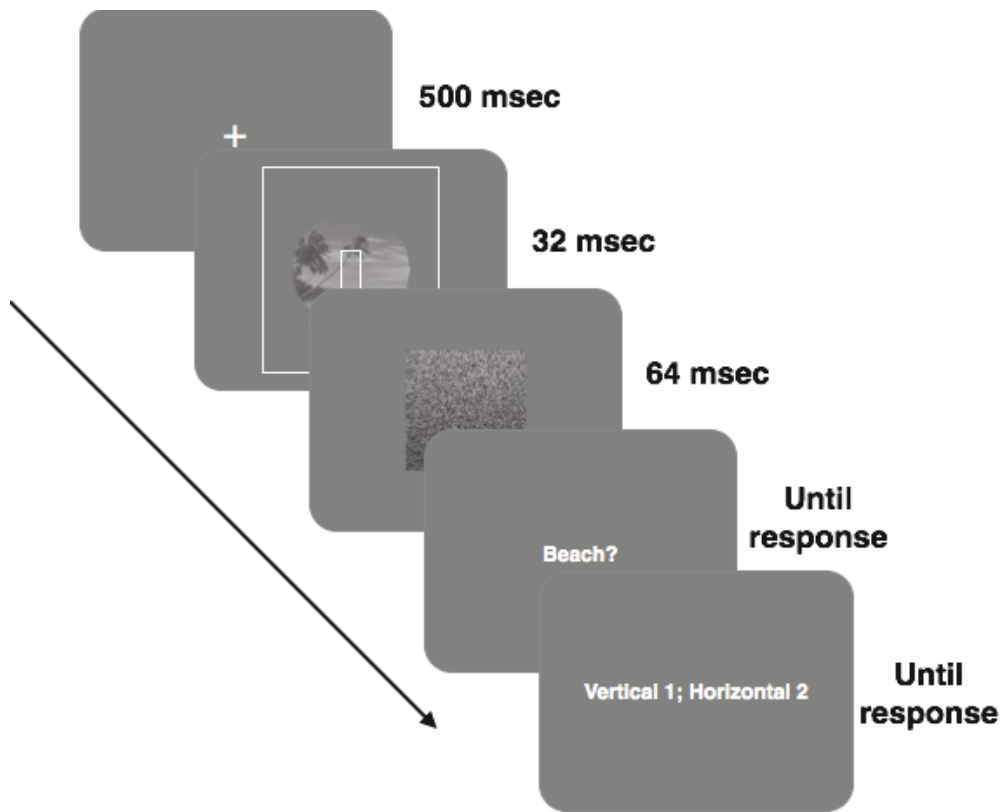 +
500 msec
32 msec
64 msec
Until
response
Beach?
Until
response
Vertical 1; Horizontal 2